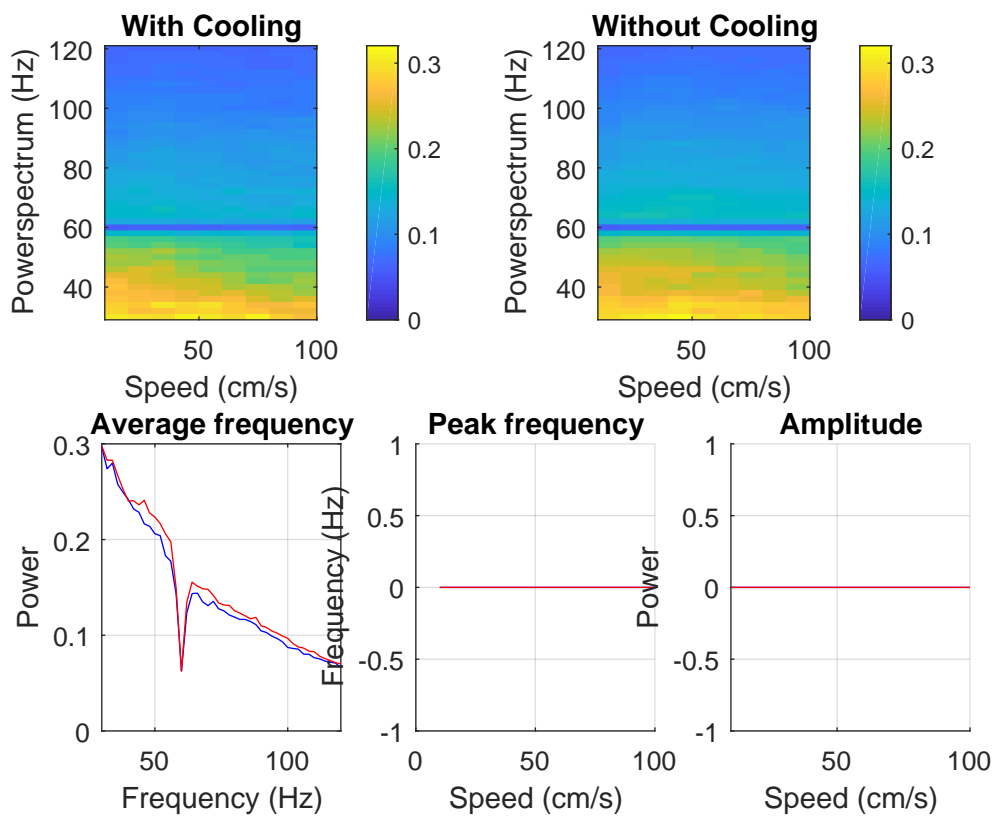 With Cooling
Powerspectrum (Hz)
120
100
80
60
40
50
100
Speed (cm/s)
0.3
0.2
0.1
0
Without Cooling
Powerspectrum (Hz)
120
100
80
60
40
50
100
Speed (cm/s)
0.3
0.2
0.1
0
Average frequency
Power
0.3
0.2
0.1
0
50
100
Frequency (Hz)
Peak frequency
Frequency (Hz)
1
0.5
0
-0.5
-1
0
50
100
Speed (cm/s)
Amplitude
Power
1
0.5
0
-0.5
-1
50
100
Speed (cm/s)